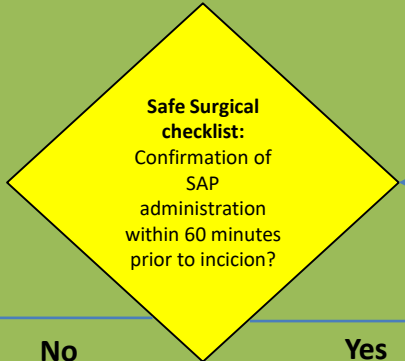 Safe Surgical
checklist:
Confirmation of
SAP
administration
within 60 minutes
prior to incicion?
No
Yes